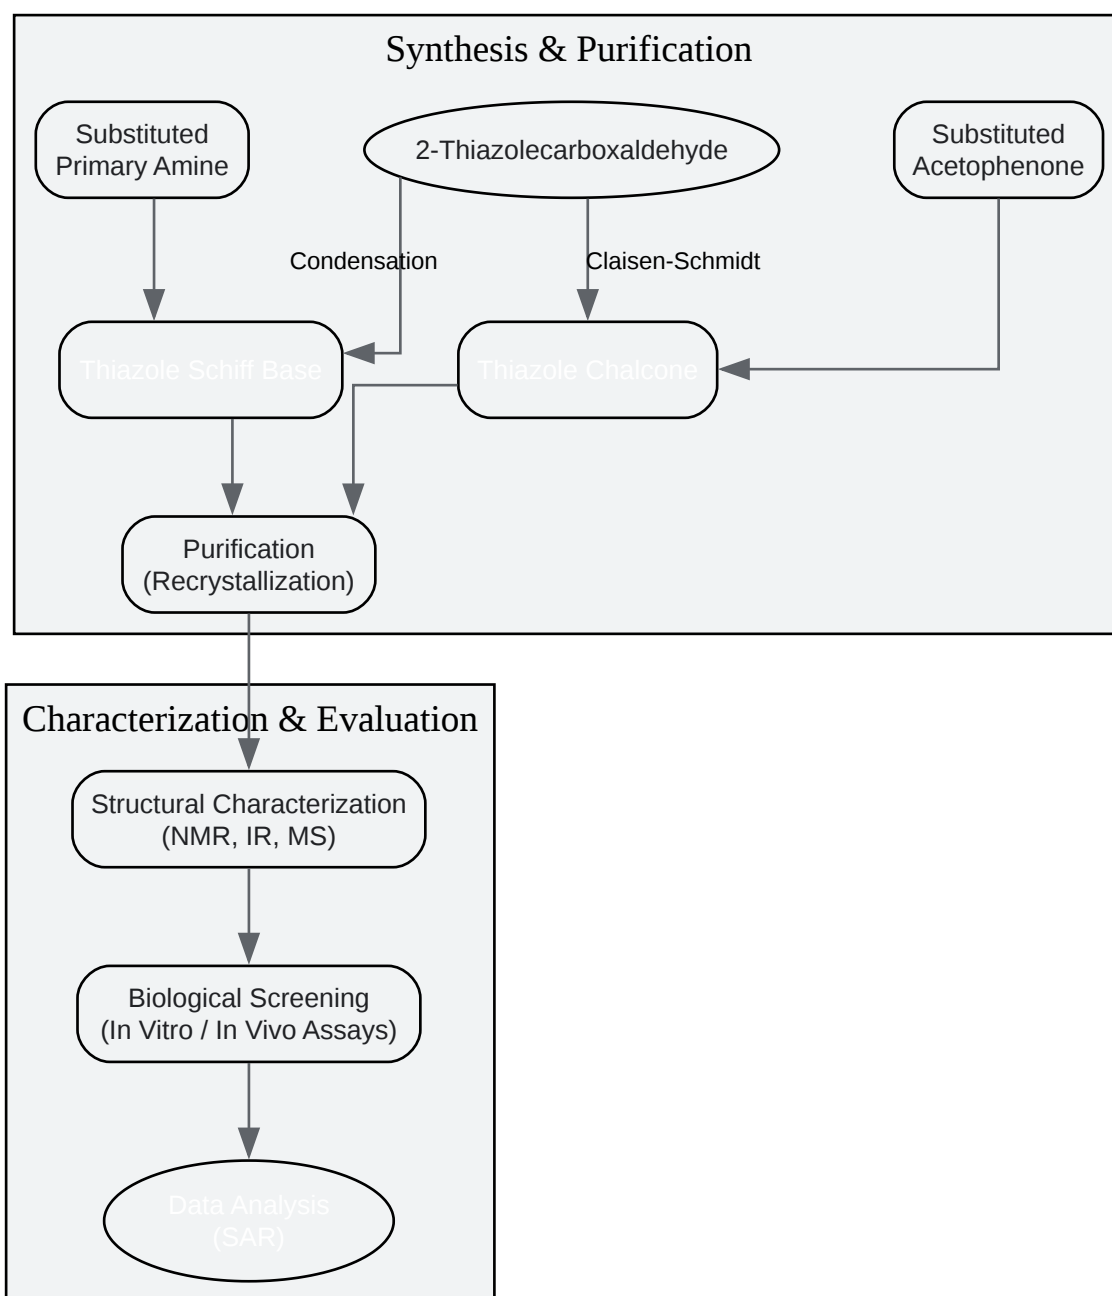 Synthesis & Purification
Substituted
Primary Amine
2-Thiazolecarboxaldehyde
Substituted
Acetophenone
Condensation
Claisen-Schmidt
Thiazole Schiff Base
Thiazole Chalcone
Purification
(Recrystallization)
Characterization & Evaluation
Structural Characterization
(NMR, IR, MS)
Biological Screening
(In Vitro / In Vivo Assays)
Data Analysis
(SAR)